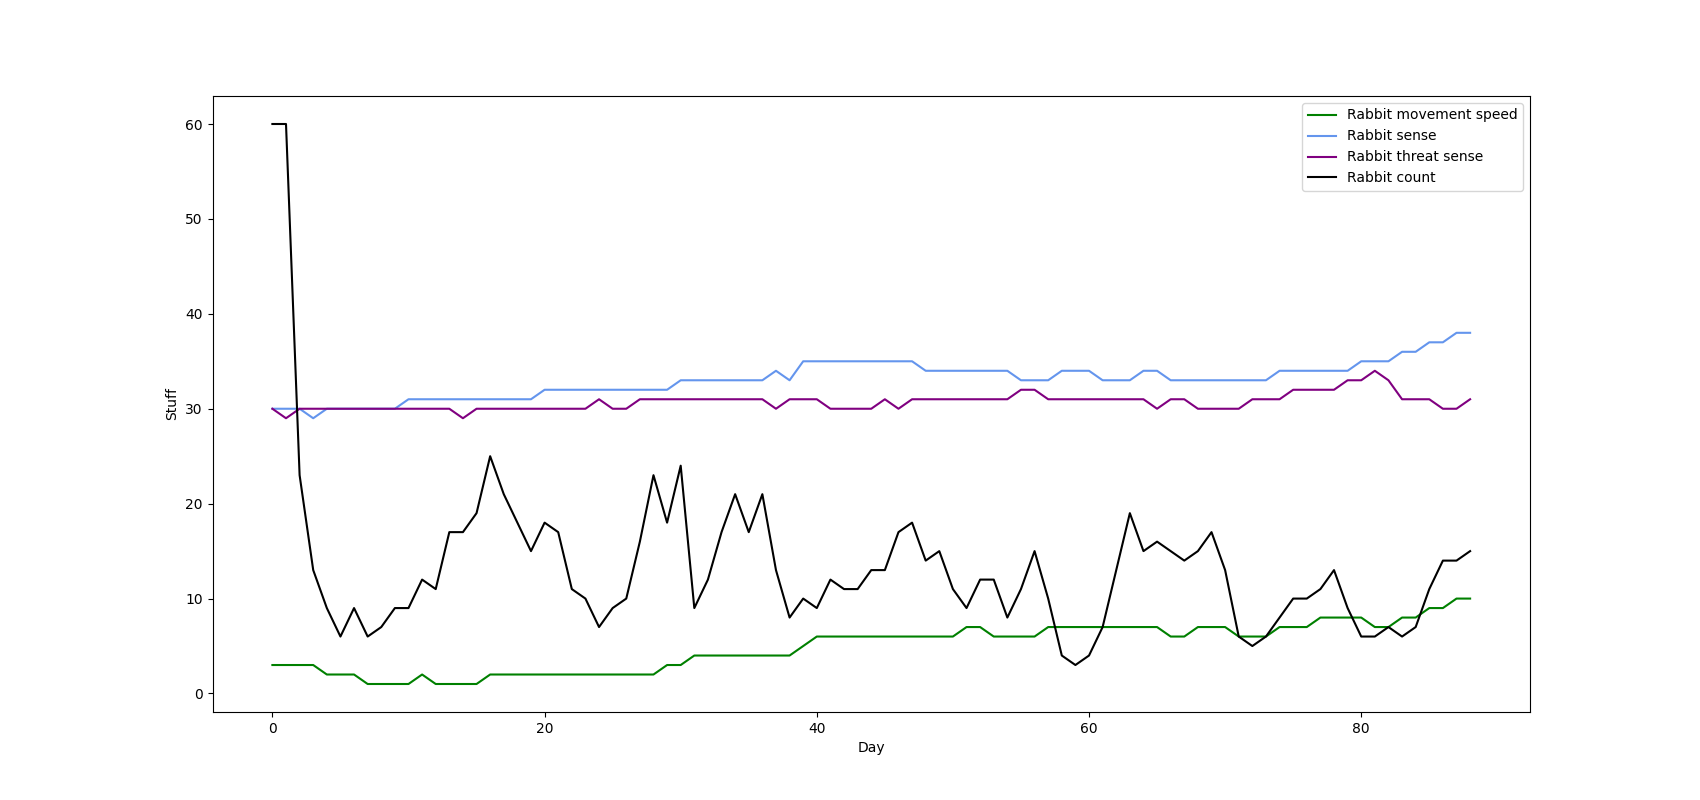 Rabbit movement speed
Rabbit sense
Rabbit threat sense
Rabbit count
60
50
40
30
20
10
0
Stuff
0 20 40 60 80
Day